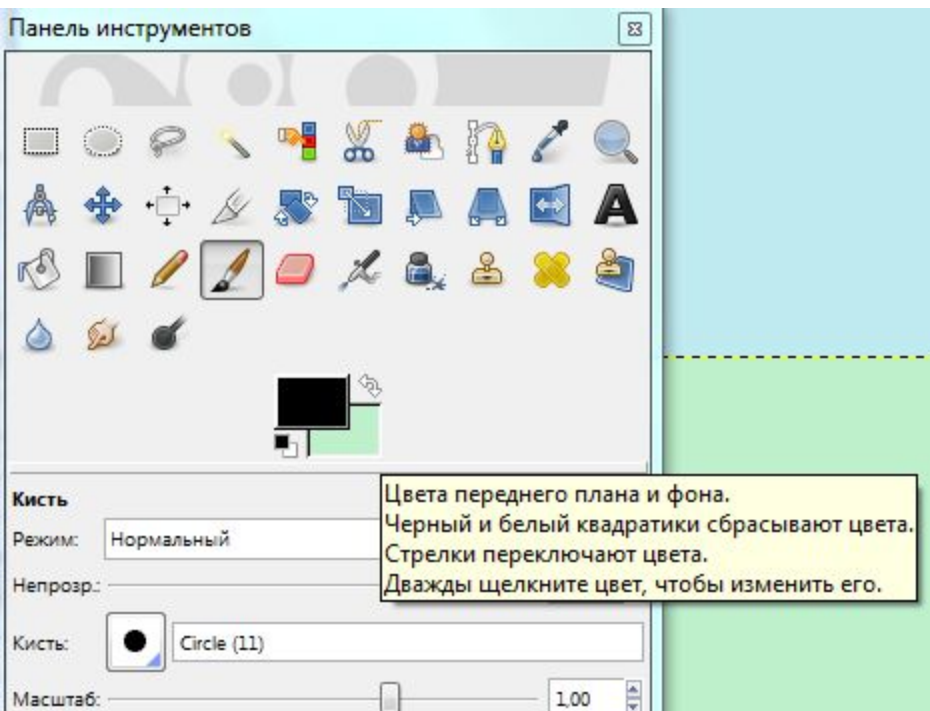 Панель инструментов
Кисть
Режим: Нормальный
Непрозр.:
Цвета переднего плана и фона.
Черный и белый квадратики сбрасывают цвета.
Стрелки переключают цвета.
Дважды щелкните цвет, чтобы изменить его.
Кисть: Circle (11)
Масштаб: 1,00